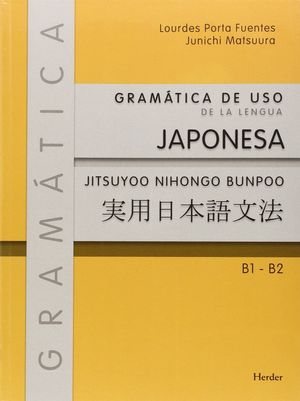 Lourdes Porta Fuentes
Junichi Matsuura
GRAMÁTICA
GRAMÁTICA DE USO
DE LA LENGUA
JAPONESA
JITSUYOO NIHONGO BUNPOO
実用日本語文法
B1 - B2
Herder